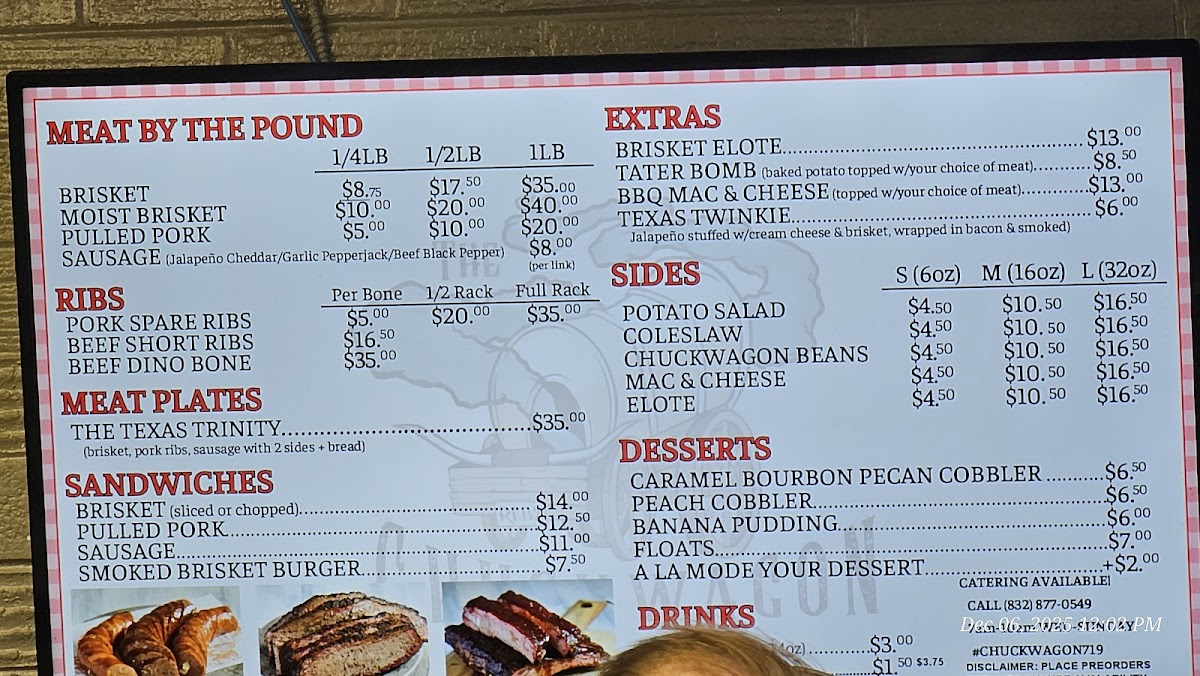 MEAT BY THE POUND
1/4LB 1/2LB 1LB
BRISKET $8.75 $17.50 $35.00
MOIST BRISKET $10.00 $20.00 $40.00
PULLED PORK $5.00 $10.00 $20.00
SAUSAGE (Jalapeño Cheddar/Garlic Pepperjack/Beef Black Pepper) $8.00
(per link)
RIBS
Per Bone 1/2 Rack Full Rack
PORK SPARE RIBS $5.00 $20.00 $35.00
BEEF SHORT RIBS $16.50
BEEF DINO BONE $35.00
MEAT PLATES
THE TEXAS TRINITY $35.00
(brisket, pork ribs, sausage with 2 sides + bread)
SANDWICHES
BRISKET (sliced or chopped) $14.00
PULLED PORK $12.50
SAUSAGE $11.00
SMOKED BRISKET BURGER $7.50
EXTRAS
BRISKET ELOTE $13.00
TATER BOMB (baked potato topped w/your choice of meat) $8.50
BBQ MAC & CHEESE (topped w/your choice of meat) $13.00
TEXAS TWINKIE $6.00
Jalapeño stuffed w/cream cheese & brisket, wrapped in bacon & smoked)
SIDES
S (6oz) M (16oz) L (32oz)
POTATO SALAD $4.50 $10.50 $16.50
COLESLAW $4.50 $10.50 $16.50
CHUCKWAGON BEANS $4.50 $10.50 $16.50
MAC & CHEESE $4.50 $10.50 $16.50
ELOTE $4.50 $10.50 $16.50
DESSERTS
CARAMEL BOURBON PECAN COBBLER $6.50
PEACH COBBLER $6.50
BANANA PUDDING $6.00
FLOATS $7.00
A LA MODE YOUR DESSERT +$2.00
DRINKS
$3.00
$1.50 $3.75
CATERING AVAILABLE!
CALL (832) 877-0549
#CHUCKWAGON719
DISCLAIMER: PLACE PREORDERS
THE
CHUCKWAGON
Dec 06, 2025 12:02 PM